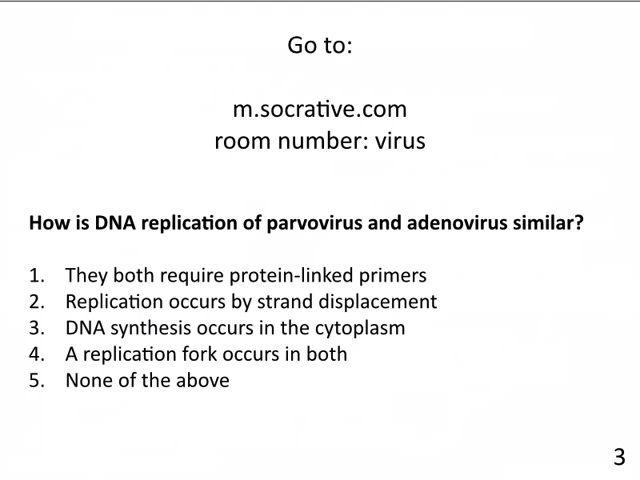 Go to:
m.socrative.com
room number: virus
How is DNA replication of parvovirus and adenovirus similar?
1. They both require protein-linked primers
2. Replication occurs by strand displacement
3. DNA synthesis occurs in the cytoplasm
4. A replication fork occurs in both
5. None of the above
3